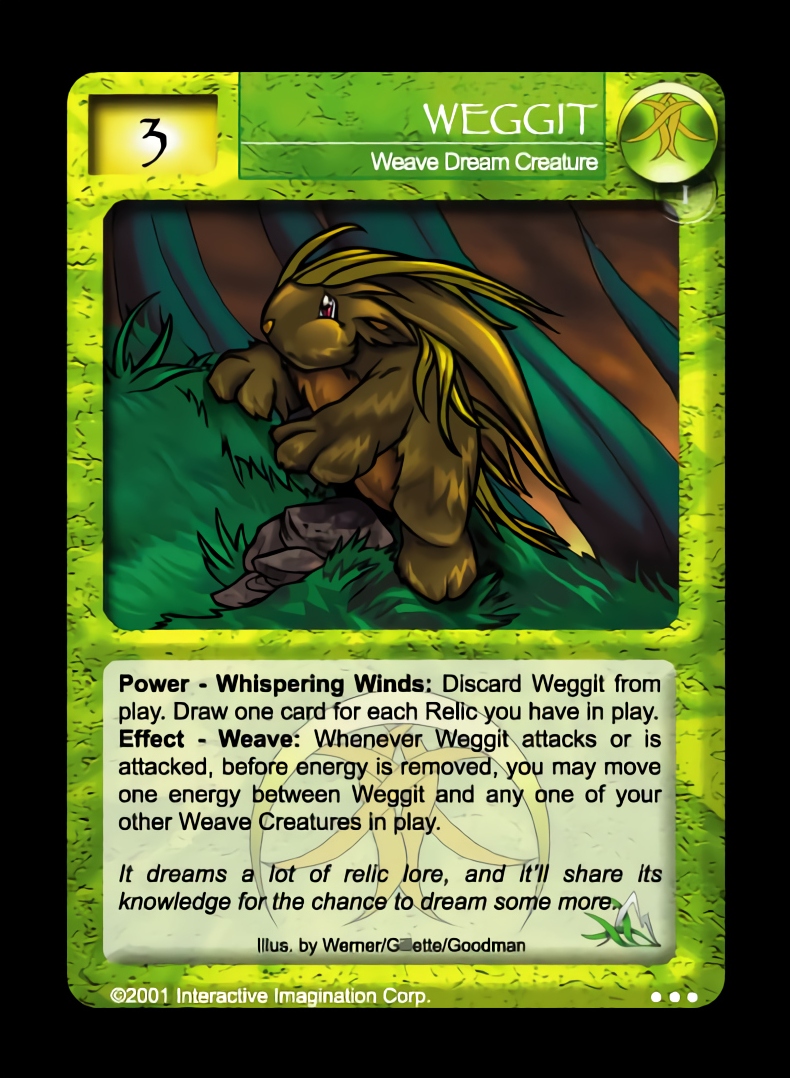 3
WEGGIT
Weave Dream Creature
1
Power - Whispering Winds: Discard Weggit from
play. Draw one card for each Relic you have in play.
Effect - Weave: Whenever Weggit attacks or is
attacked, before energy is removed, you may move
one energy between Weggit and any one of your
other Weave Creatures in play.
It dreams a lot of relic lore, and it'll share its
knowledge for the chance to dream some more.
Illus. by
©2001 Interactive Imagination Corp.